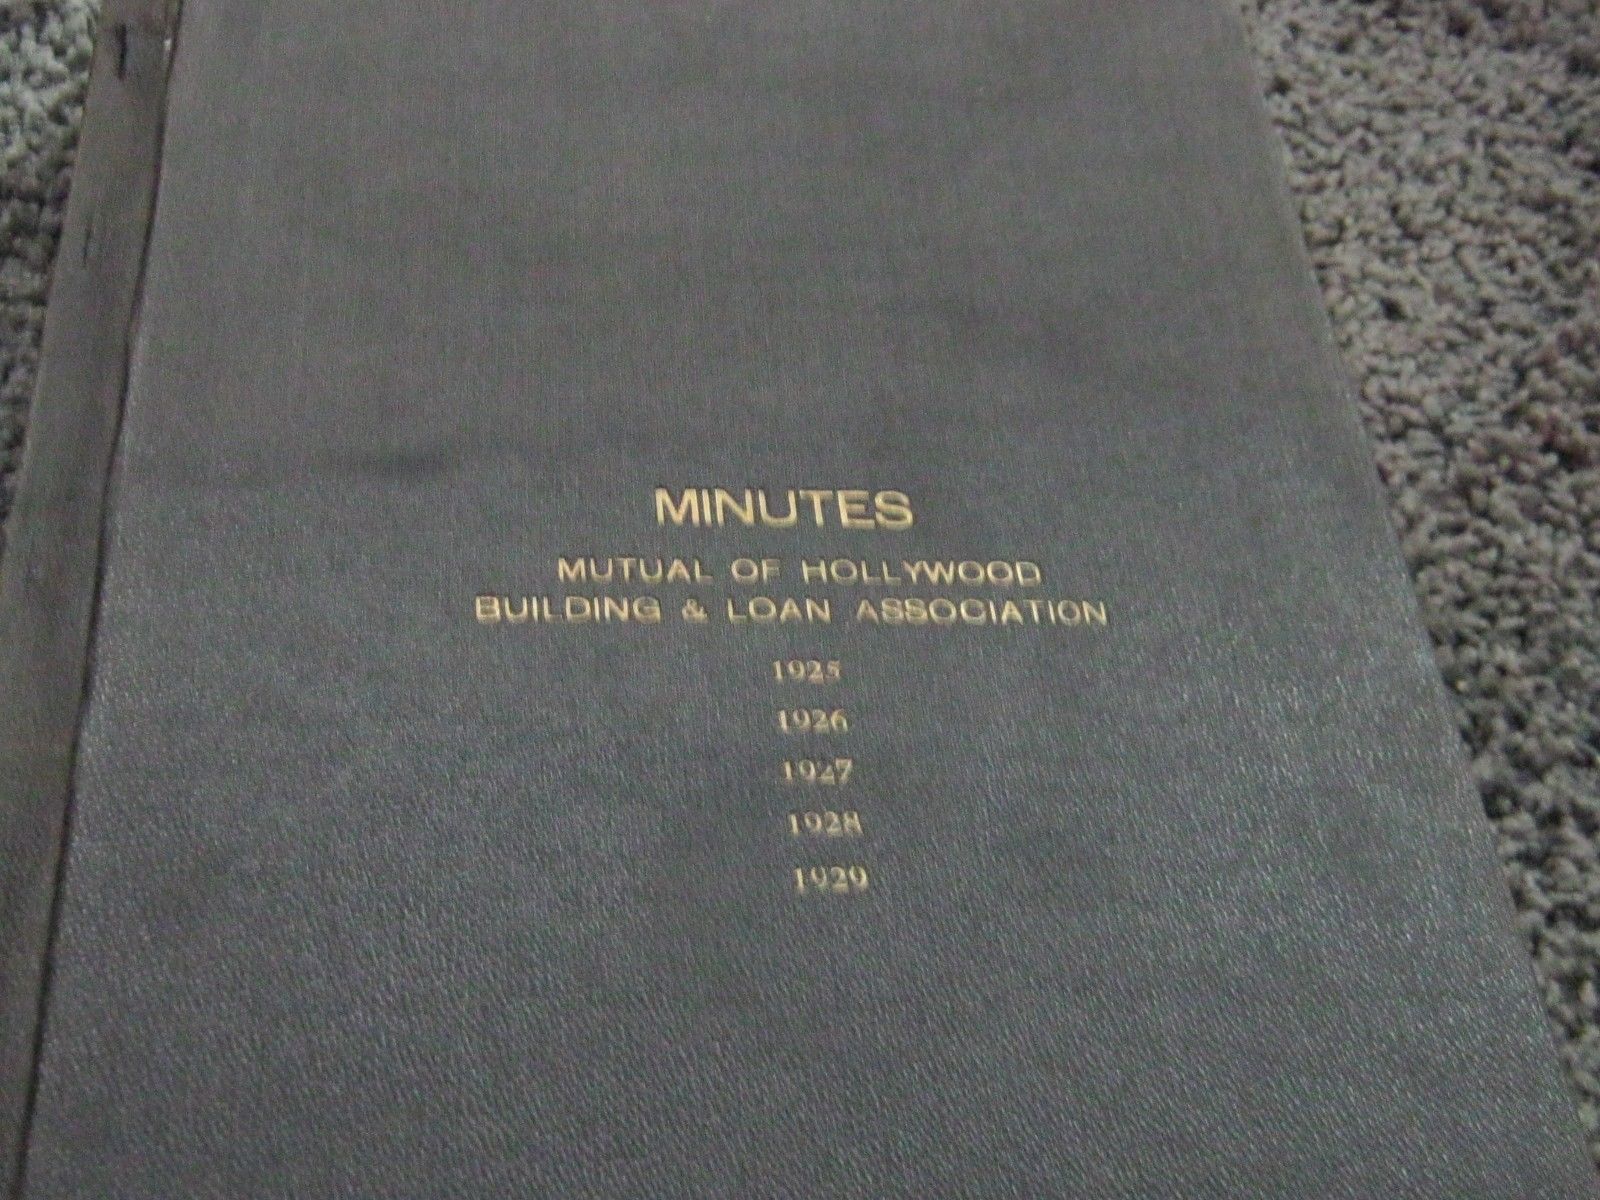 MINUTES
MUTUAL OF HOLLYWOOD
BUILDING & LOAN ASSOCIATION
1925
1926
1927
1928
1929